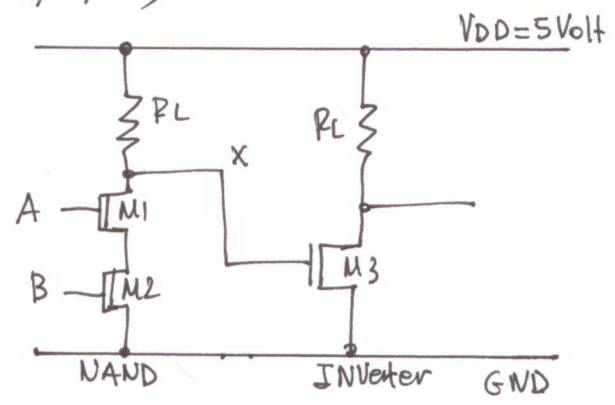 VDD=5Volt
RL
RL
X
A
M1
M3
B
M2
NAND
INVerter
GND